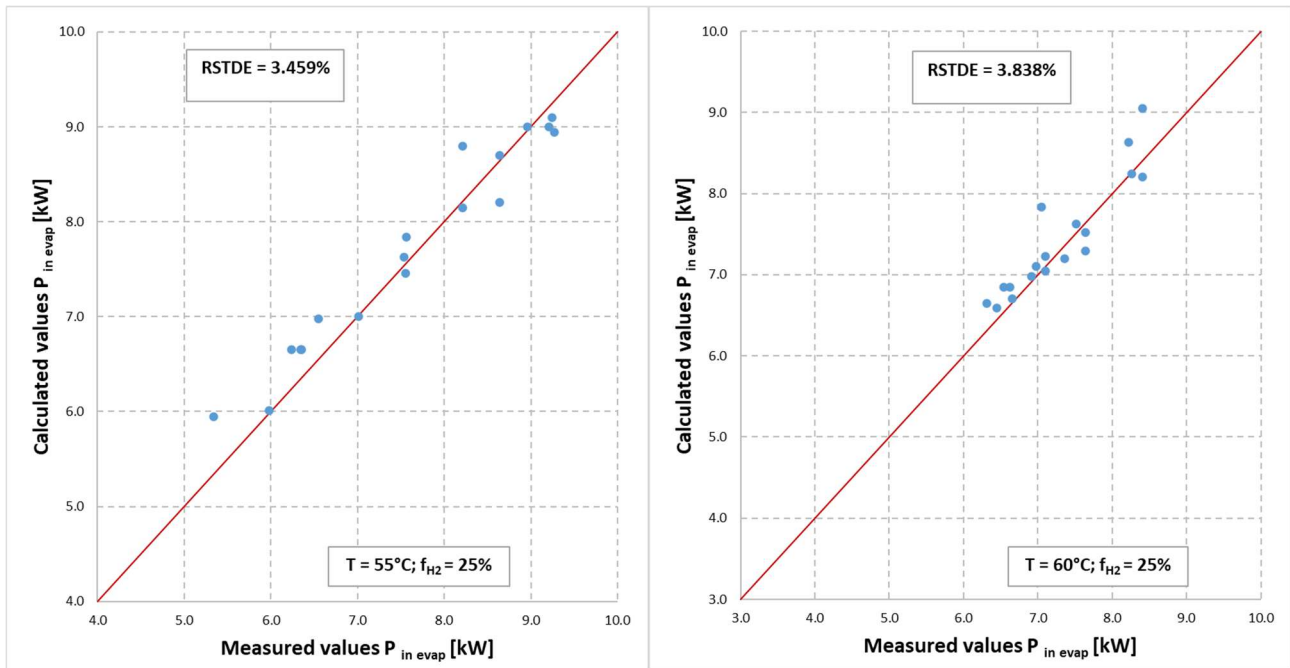 10.0
RSTDE = 3.459%
9.0
8.0
7.0
6.0
5.0
4.0
Calculated values P in evap [kW]
T = 55°C; fH2 = 25%
4.0 5.0 6.0 7.0 8.0 9.0 10.0
Measured values P in evap [kW]
10.0
RSTDE = 3.838%
9.0
8.0
7.0
6.0
5.0
4.0
3.0
Calculated values P in evap [kW]
T = 60°C; fH2 = 25%
3.0 4.0 5.0 6.0 7.0 8.0 9.0 10.0
Measured values P in evap [kW]